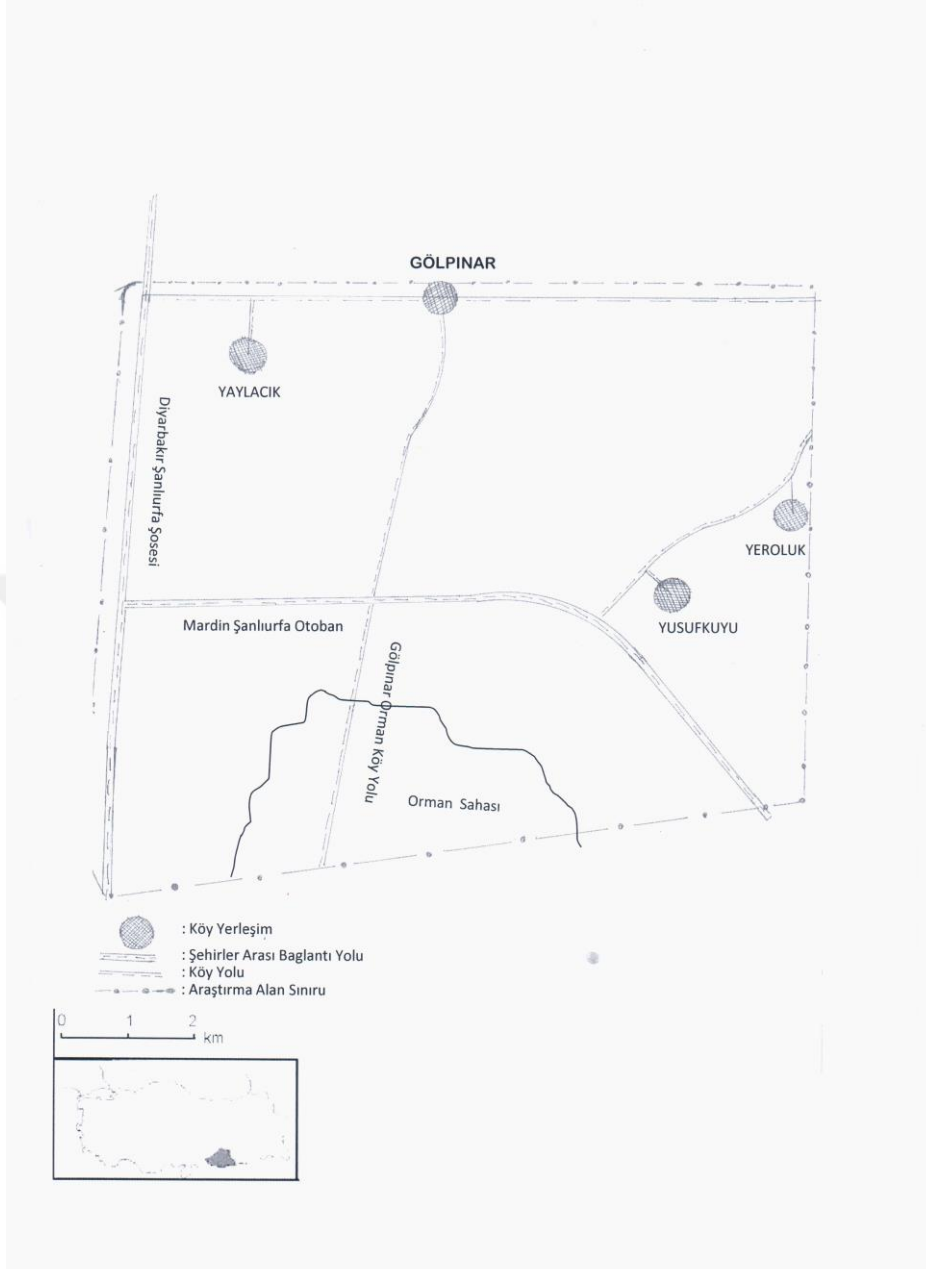 GÖLPINAR
YAYLACIK
Diyarbakır Şanlıurfa Şosesi
YEROLUK
YUSUFKUYU
Mardin Şanlıurfa Otoban
Gölpınar Orman Köy Yolu
Orman Sahası
: Köy Yerleşim
: Şehirler Arası Baglantı Yolu
: Köy Yolu
: Araştırma Alan Sınıru
0 1 2
km